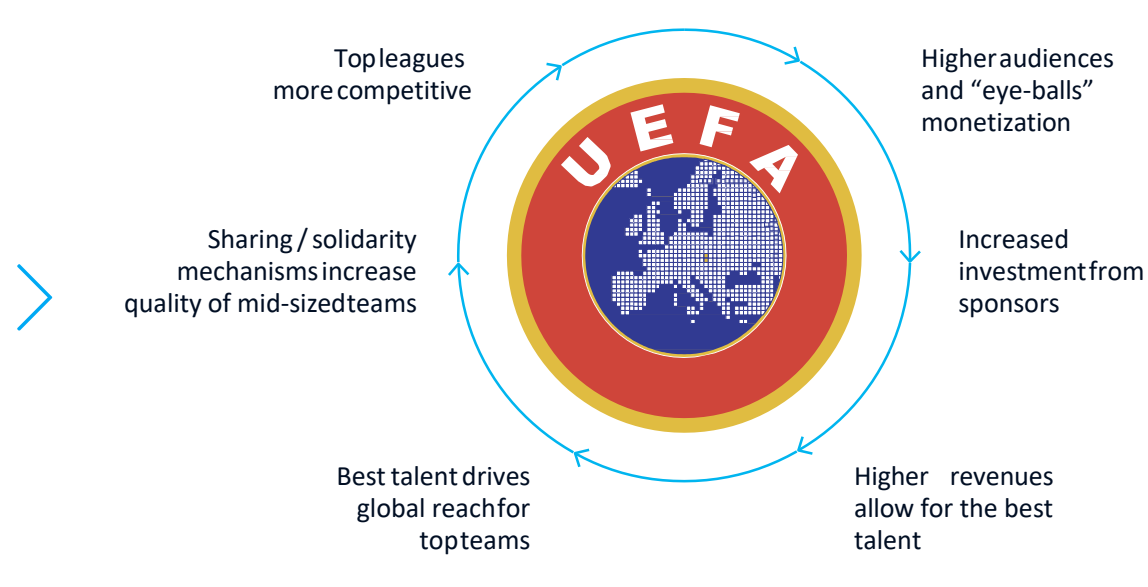 Top leagues
more competitive
Higher audiences
and “eye-balls”
monetization
UEFA
Sharing / solidarity
mechanisms increase
quality of mid-sized teams
Increased
investment from
sponsors
Best talent drives
global reach for
top teams
Higher revenues
allow for the best
talent